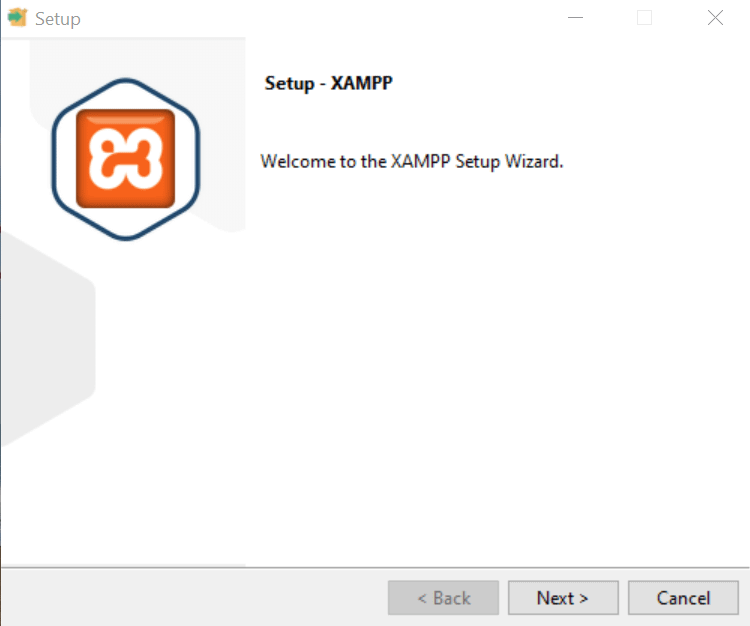 Setup
Setup - XAMPP
Welcome to the XAMPP Setup Wizard.
< Back
Next >
Cancel